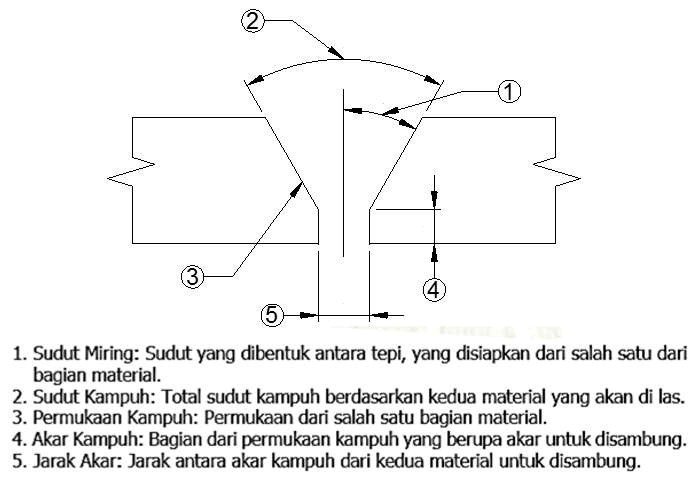 2
1
3
4
5
1. Sudut Miring: Sudut yang dibentuk antara tepi, yang disiapkan dari salah satu dari
bagian material.
2. Sudut Kampuh: Total sudut kampuh berdasarkan kedua material yang akan di las.
3. Permukaan Kampuh: Permukaan dari salah satu bagian material.
4. Akar Kampuh: Bagian dari permukaan kampuh yang berupa akar untuk disambung.
5. Jarak Akar: Jarak antara akar kampuh dari kedua material untuk disambung.